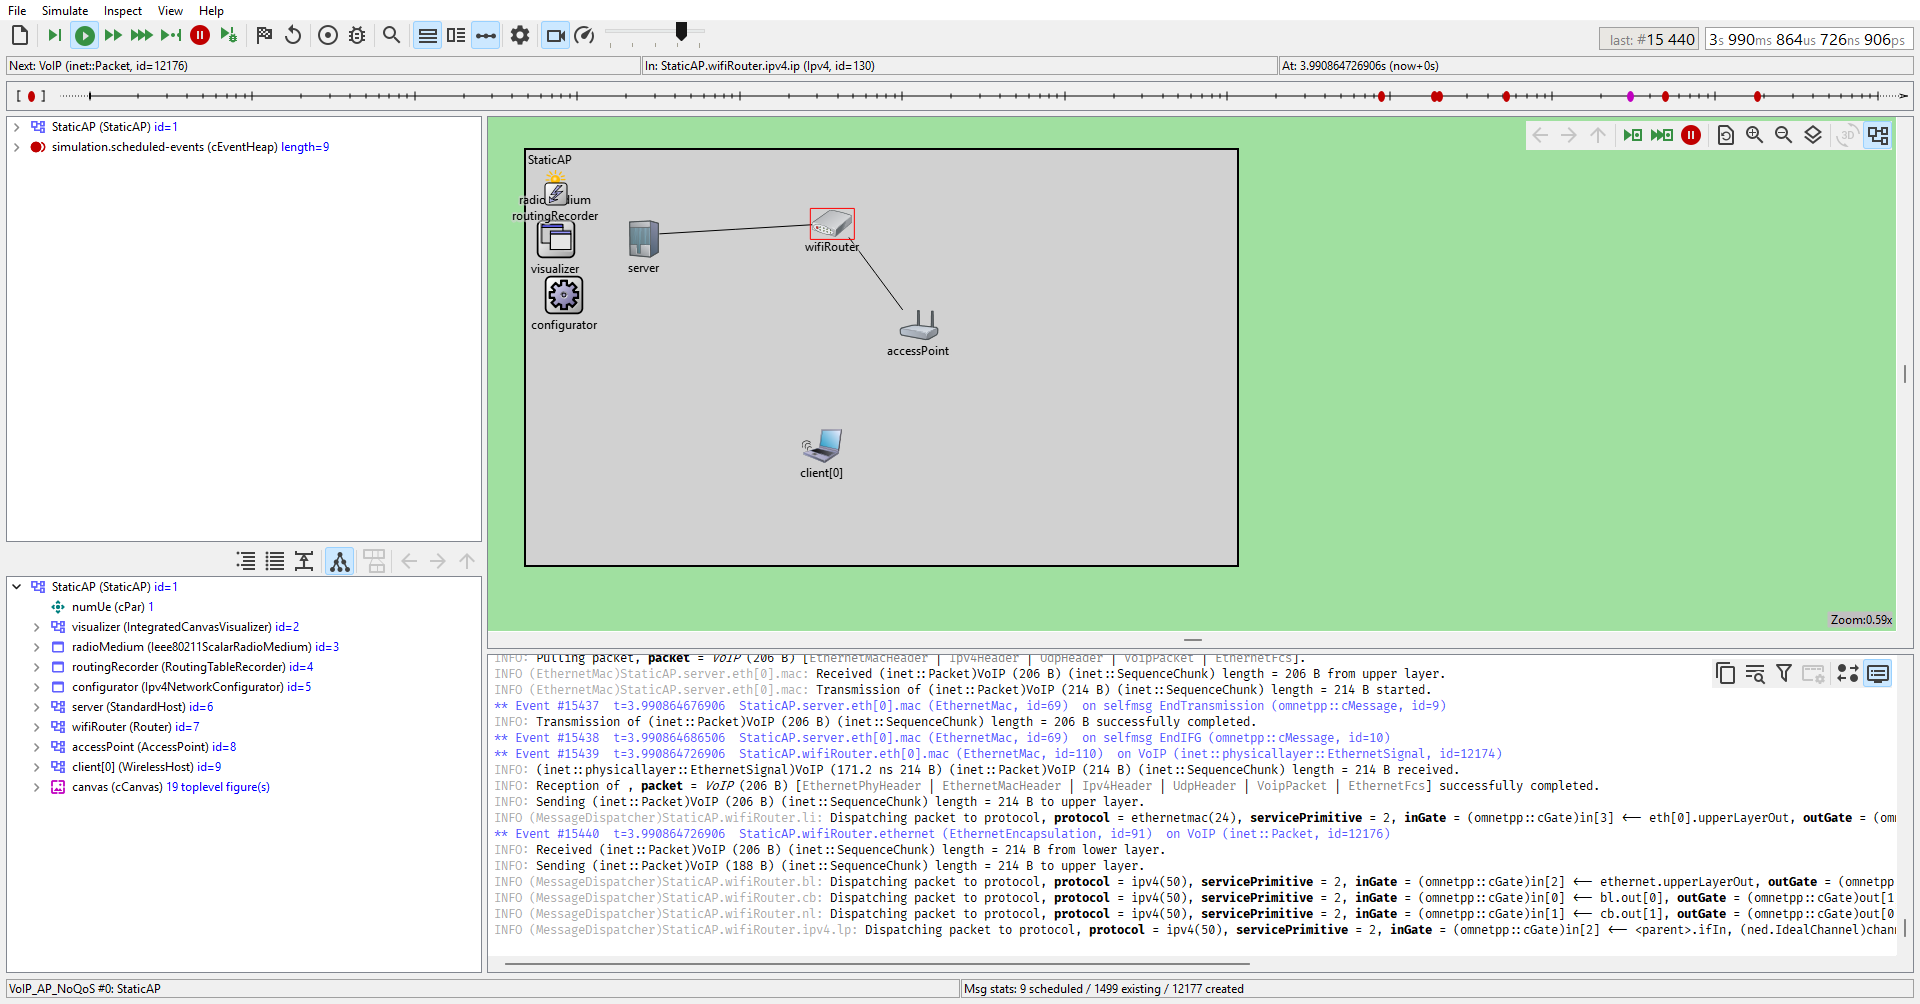 File Simulate Inspect View Help
last: #15 440 3s 990ms 864us 726ns 906ps
Next: VoIP (inet::Packet, id=12176) In: StaticAP.wifiRouter.ipv4.ip (Ipv4, id=130) At: 3.990864726906s (now+0s)
StaticAP (StaticAP) id=1
simulation.scheduled-events (cEventHeap) length=9
3D
StaticAP
radioMedium
routingRecorder
visualizer
configurator
server
wifiRouter
accessPoint
client[0]
Zoom:0.59x
StaticAP (StaticAP) id=1
numUe (cPar) 1
visualizer (IntegratedCanvasVisualizer) id=2
radioMedium (Ieee80211ScalarRadioMedium) id=3
routingRecorder (RoutingTableRecorder) id=4
configurator (Ipv4NetworkConfigurator) id=5
server (StandardHost) id=6
wifiRouter (Router) id=7
accessPoint (AccessPoint) id=8
client[0] (WirelessHost) id=9
canvas (cCanvas) 19 toplevel figure(s)
INFO: Pulling packet, packet = VoIP (206 B) [EthernetMacHeader | Ipv4Header | UdpHeader | VoipPacket | EthernetFcs].
INFO (EthernetMac)StaticAP.server.eth[0].mac: Received (inet::Packet)VoIP (206 B) (inet::SequenceChunk) length = 206 B from upper layer.
INFO (EthernetMac)StaticAP.server.eth[0].mac: Transmission of (inet::Packet)VoIP (214 B) (inet::SequenceChunk) length = 214 B started.
** Event #15437 t=3.990864676906 StaticAP.server.eth[0].mac (EthernetMac, id=69) on selfmsg EndTransmission (omnetpp::cMessage, id=9)
INFO: Transmission of (inet::Packet)VoIP (206 B) (inet::SequenceChunk) length = 206 B successfully completed.
** Event #15438 t=3.990864686506 StaticAP.server.eth[0].mac (EthernetMac, id=69) on selfmsg EndIFG (omnetpp::cMessage, id=10)
** Event #15439 t=3.990864726906 StaticAP.wifiRouter.eth[0].mac (EthernetMac, id=110) on VoIP (inet::physicallayer::EthernetSignal, id=12174)
INFO: (inet::physicallayer::EthernetSignal)VoIP (171.2 ns 214 B) (inet::Packet)VoIP (214 B) (inet::SequenceChunk) length = 214 B received.
INFO: Reception of , packet = VoIP (206 B) [EthernetPhyHeader | EthernetMacHeader | Ipv4Header | UdpHeader | VoipPacket | EthernetFcs] successfully completed.
INFO: Sending (inet::Packet)VoIP (206 B) (inet::SequenceChunk) length = 214 B to upper layer.
INFO (MessageDispatcher)StaticAP.wifiRouter.li: Dispatching packet to protocol, protocol = ethernetmac(24), servicePrimitive = 2, inGate = (omnetpp::cGate)in[3] <-- eth[0].upperLayerOut, outGate = (om
** Event #15440 t=3.990864726906 StaticAP.wifiRouter.ethernet (EthernetEncapsulation, id=91) on VoIP (inet::Packet, id=12176)
INFO: Received (inet::Packet)VoIP (206 B) (inet::SequenceChunk) length = 214 B from lower layer.
INFO: Sending (inet::Packet)VoIP (188 B) (inet::SequenceChunk) length = 214 B to upper layer.
INFO (MessageDispatcher)StaticAP.wifiRouter.bl: Dispatching packet to protocol, protocol = ipv4(50), servicePrimitive = 2, inGate = (omnetpp::cGate)in[2] <-- ethernet.upperLayerOut, outGate = (omnetpp
INFO (MessageDispatcher)StaticAP.wifiRouter.cb: Dispatching packet to protocol, protocol = ipv4(50), servicePrimitive = 2, inGate = (omnetpp::cGate)in[0] <-- bl.out[0], outGate = (omnetpp::cGate)out[1
INFO (MessageDispatcher)StaticAP.wifiRouter.nl: Dispatching packet to protocol, protocol = ipv4(50), servicePrimitive = 2, inGate = (omnetpp::cGate)in[1] <-- cb.out[1], outGate = (omnetpp::cGate)out[0
INFO (MessageDispatcher)StaticAP.wifiRouter.ipv4.lp: Dispatching packet to protocol, protocol = ipv4(50), servicePrimitive = 2, inGate = (omnetpp::cGate)in[2] <-- <parent>.ifIn, (ned.IdealChannel)chan
VoIP_AP_NoQoS #0: StaticAP Msg stats: 9 scheduled / 1499 existing / 12177 created